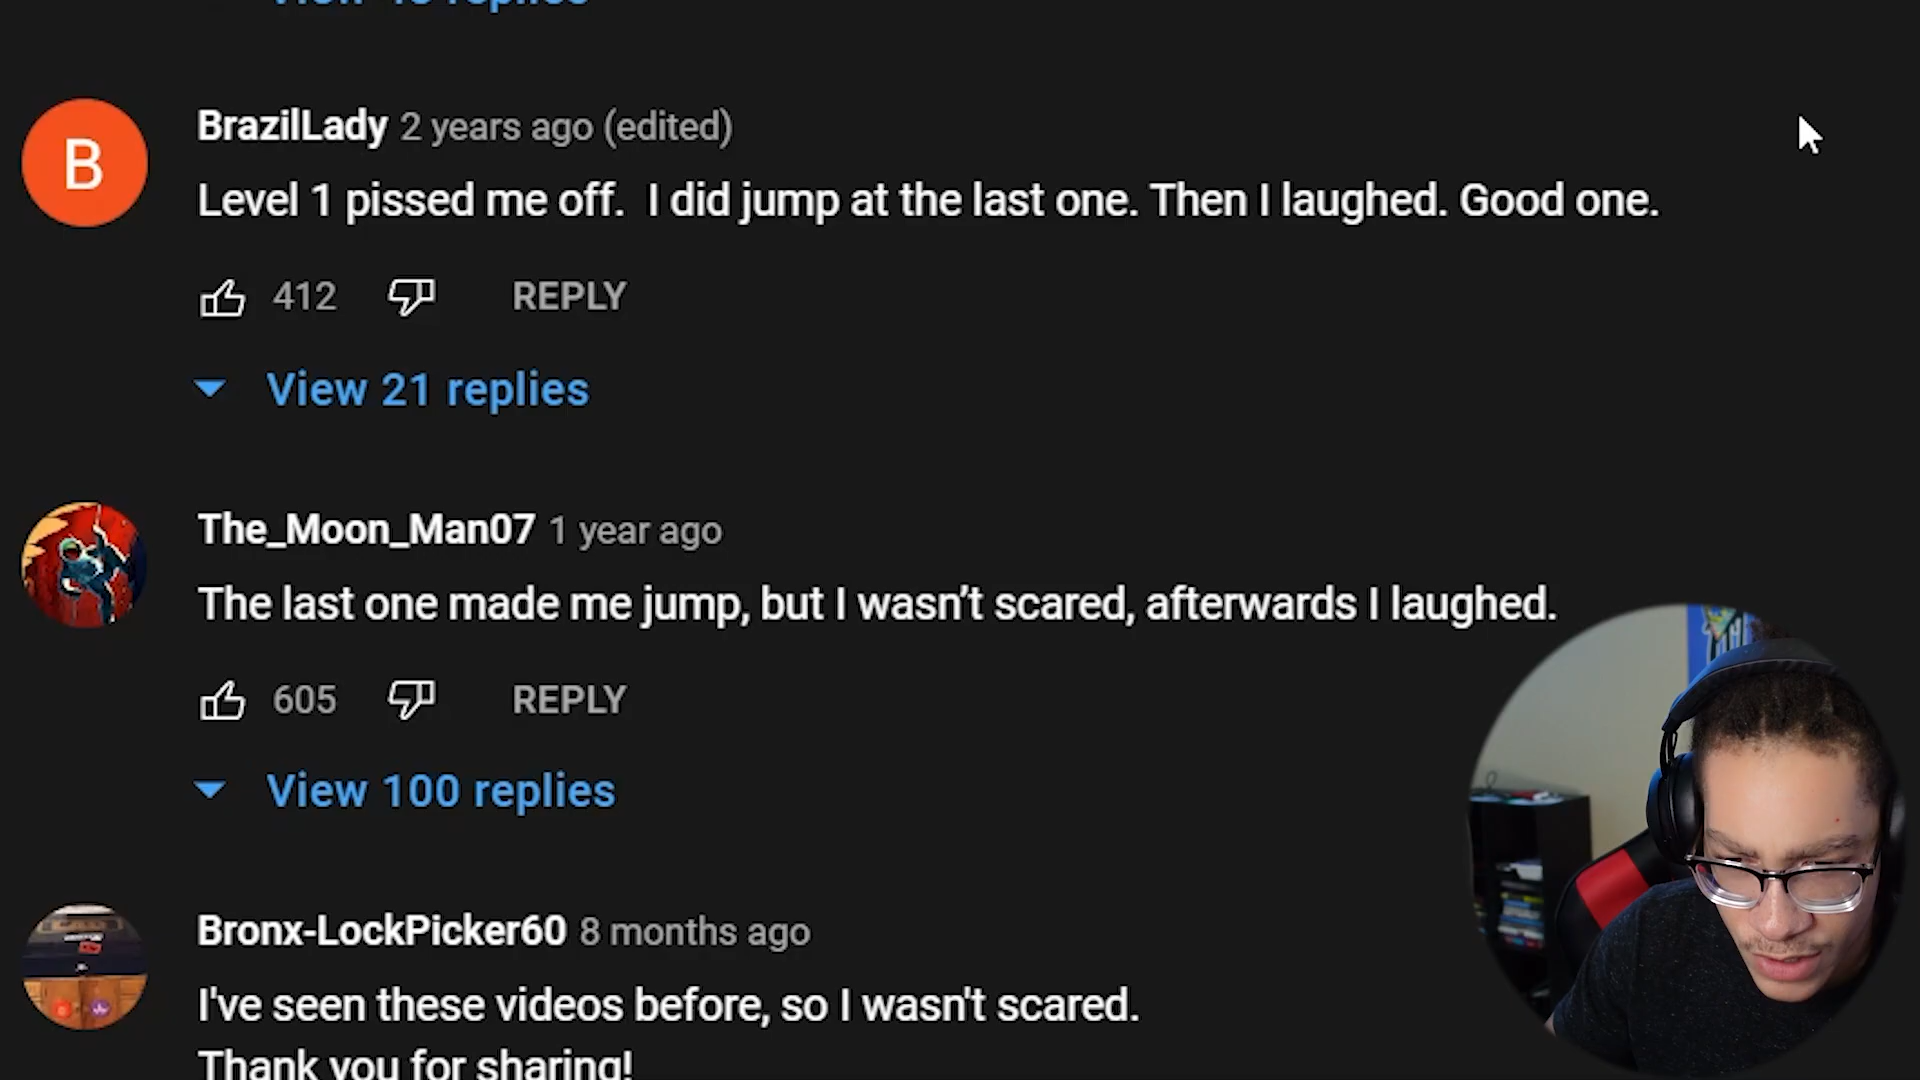 BrazilLady 2 years ago (edited)
Level 1 pissed me off.  I did jump at the last one. Then I laughed. Good one.
412 REPLY
View 21 replies
The_Moon_Man07 1 year ago
The last one made me jump, but I wasn’t scared, afterwards I laughed.
605 REPLY
View 100 replies
Bronx-LockPicker60 8 months ago
I've seen these videos before, so I wasn't scared.
Thank you for sharing!
B